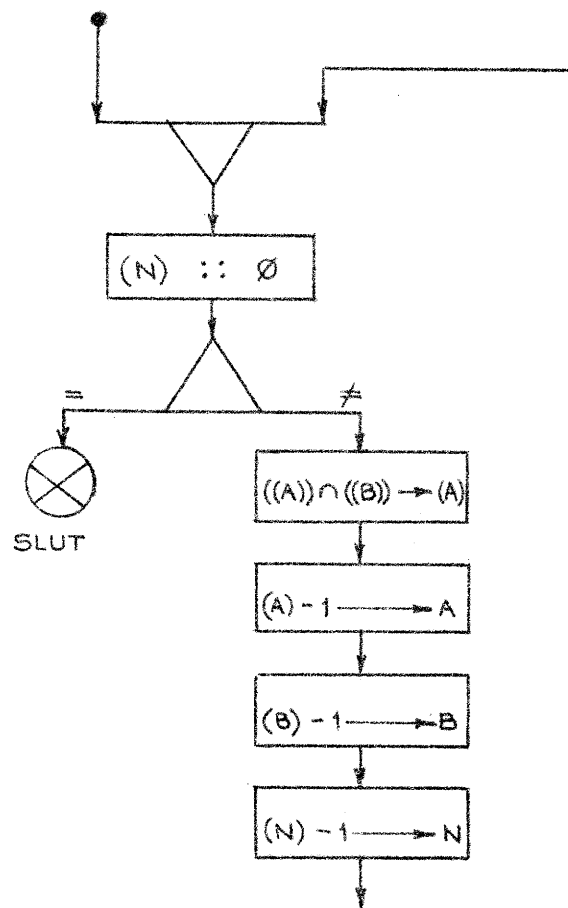 (N) :: Ø
= ≠
((A)) ∩ ((B)) → (A)
SLUT
(A) - 1 → A
(B) - 1 → B
(N) - 1 → N